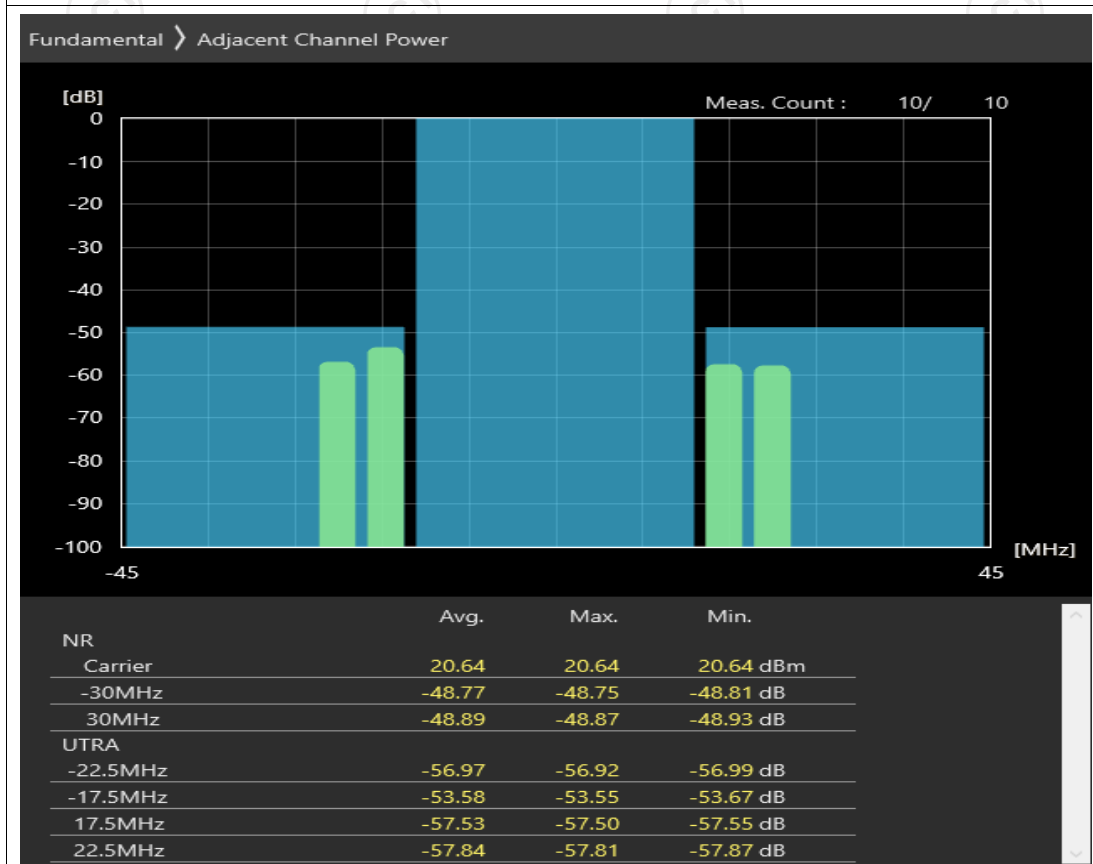 Fundamental ❯ Adjacent Channel Power
[dB]
Meas. Count : 10/ 10
0
-10
-20
-30
-40
-50
-60
-70
-80
-90
-100
[MHz]
-45 45
Avg. Max. Min.
NR
Carrier 20.64 20.64 20.64 dBm
-30MHz -48.77 -48.75 -48.81 dB
30MHz -48.89 -48.87 -48.93 dB
UTRA
-22.5MHz -56.97 -56.92 -56.99 dB
-17.5MHz -53.58 -53.55 -53.67 dB
17.5MHz -57.53 -57.50 -57.55 dB
22.5MHz -57.84 -57.81 -57.87 dB